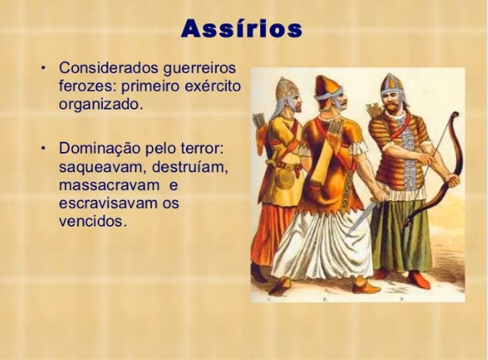 Assírios
• Considerados guerreiros
ferozes: primeiro exército
organizado.
• Dominação pelo terror:
saqueavam, destruíam,
massacravam e
escravisavam os
vencidos.